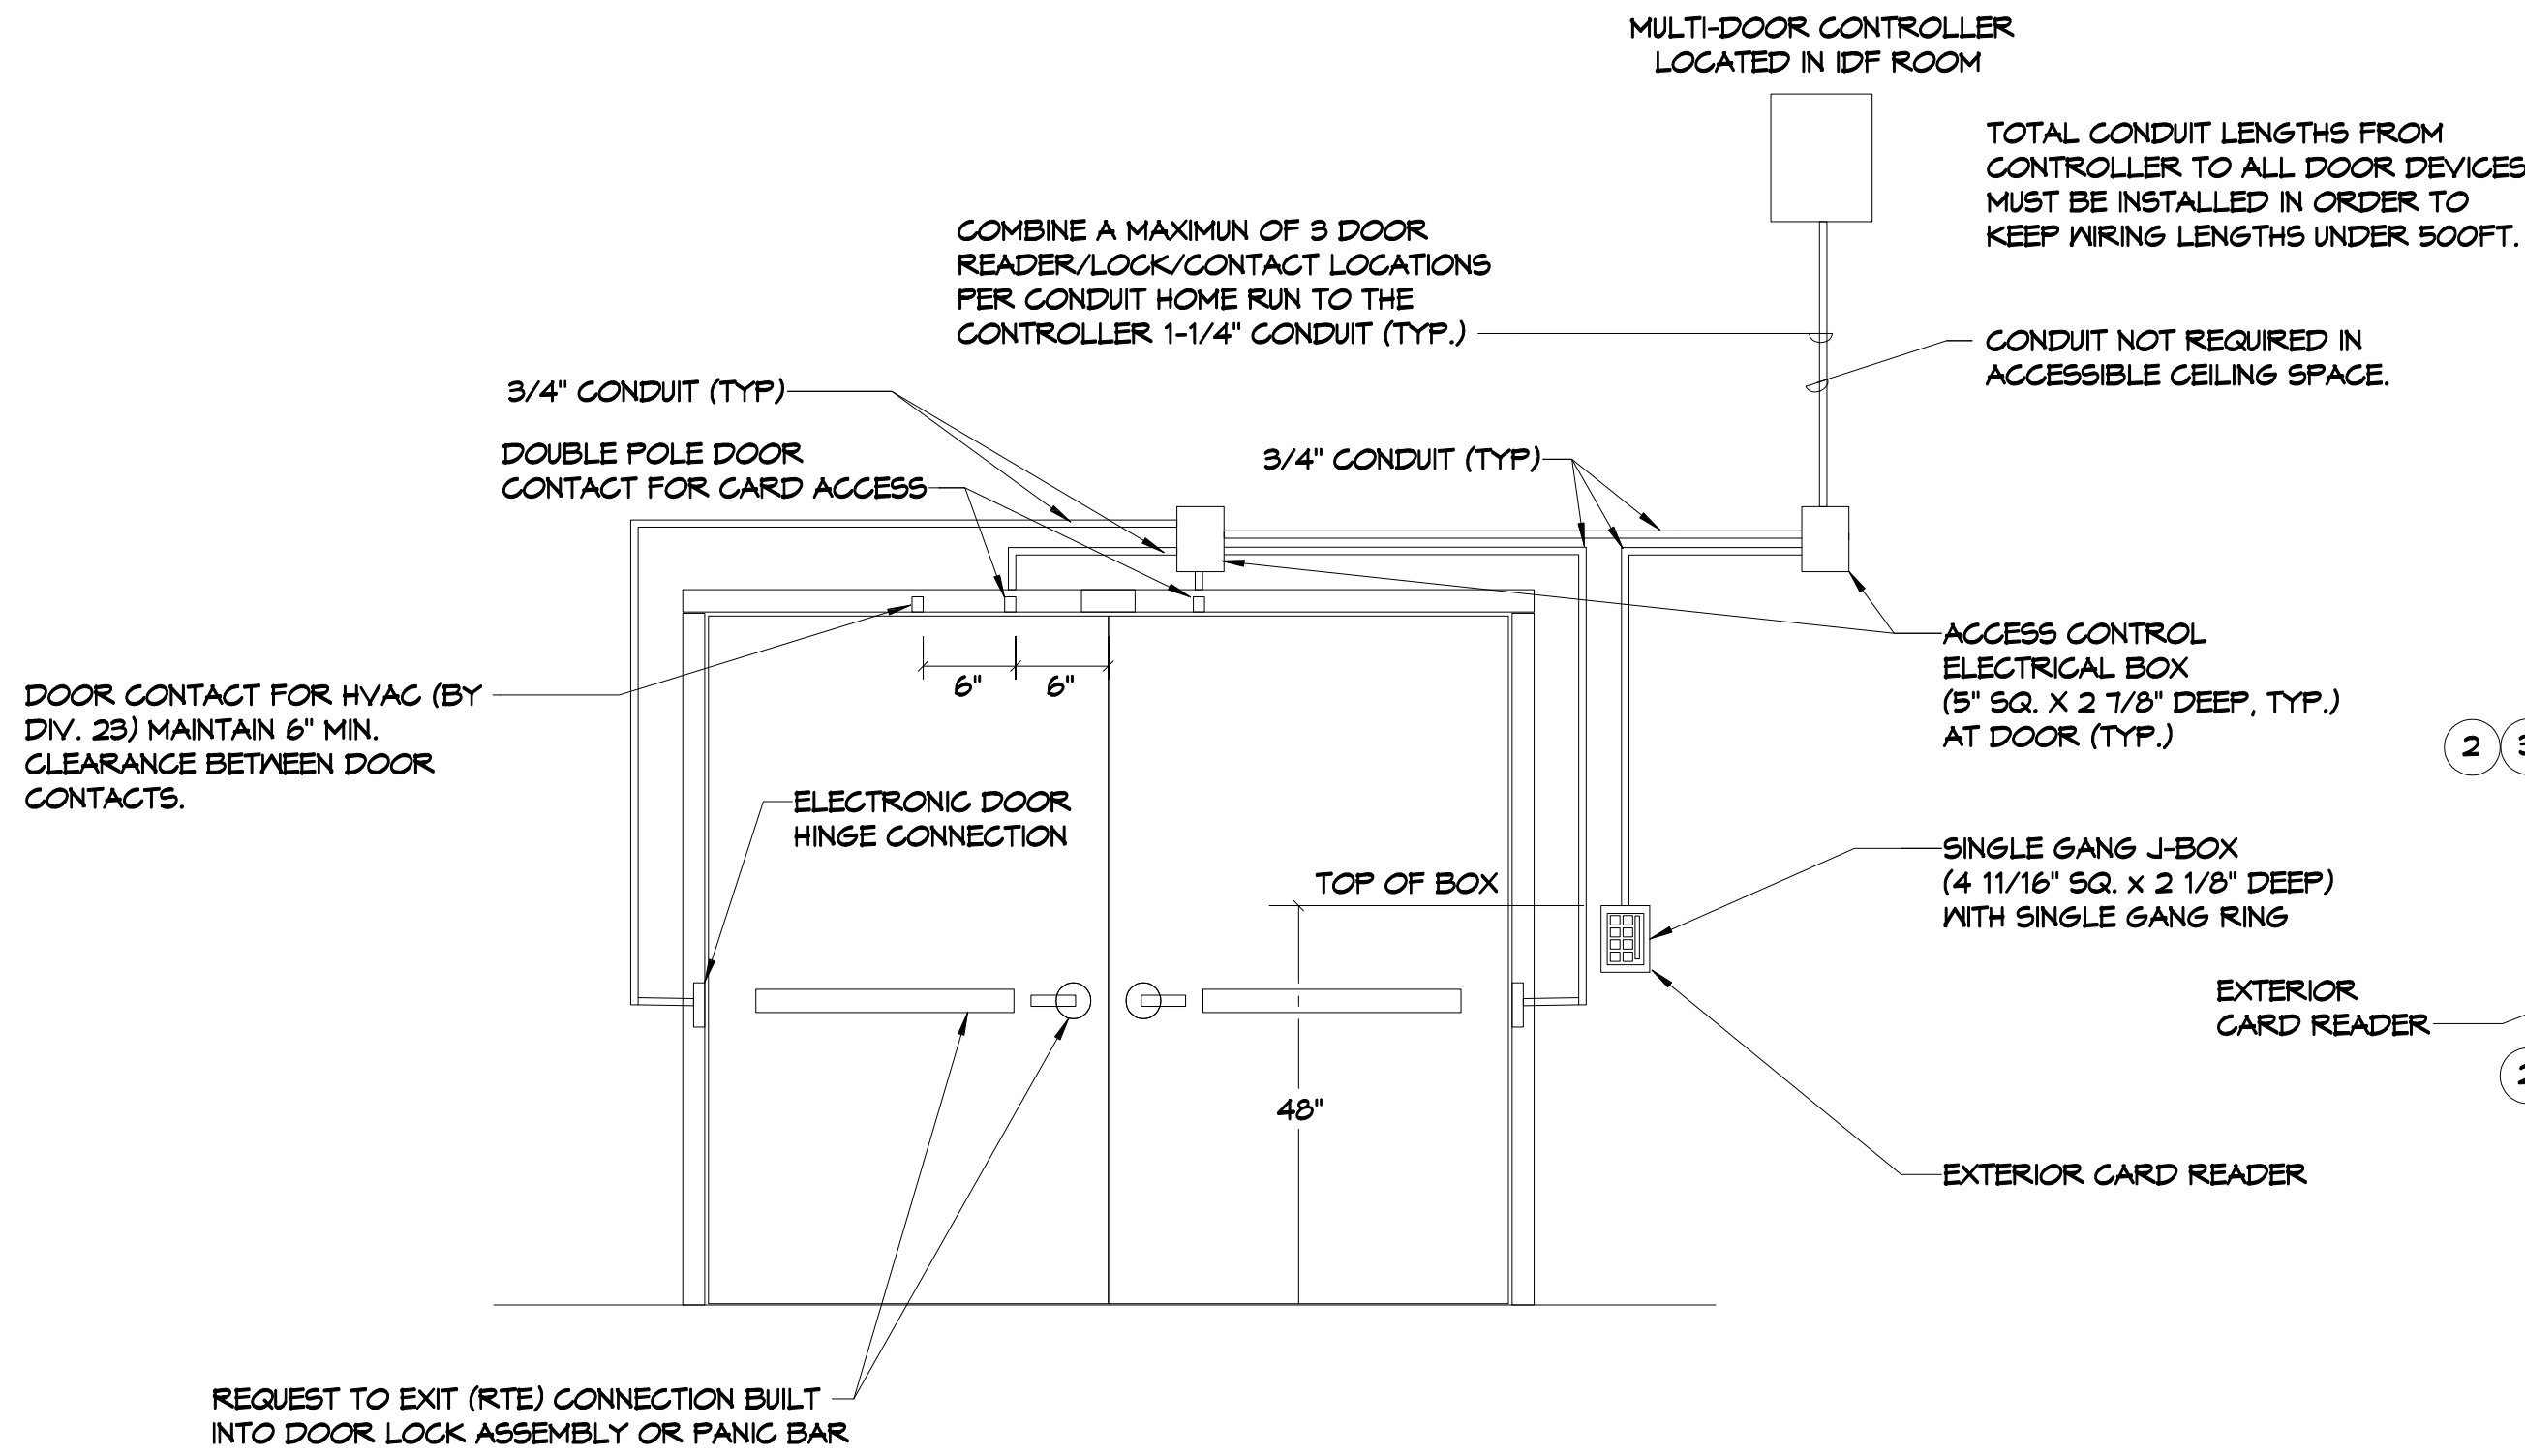 MULTI-DOOR CONTROLLER
LOCATED IN IDF ROOM
TOTAL CONDUIT LENGTHS FROM
CONTROLLER TO ALL DOOR DEVICES
MUST BE INSTALLED IN ORDER TO
KEEP WIRING LENGTHS UNDER 500FT.
COMBINE A MAXIMUN OF 3 DOOR
READER/LOCK/CONTACT LOCATIONS
PER CONDUIT HOME RUN TO THE
CONTROLLER 1-1/4" CONDUIT (TYP.)
CONDUIT NOT REQUIRED IN
ACCESSIBLE CEILING SPACE.
3/4" CONDUIT (TYP)
DOUBLE POLE DOOR
CONTACT FOR CARD ACCESS
3/4" CONDUIT (TYP)
ACCESS CONTROL
ELECTRICAL BOX
(5" SQ. X 2 7/8" DEEP, TYP.)
AT DOOR (TYP.)
6"
6"
DOOR CONTACT FOR HVAC (BY
DIV. 23) MAINTAIN 6" MIN.
CLEARANCE BETWEEN DOOR
CONTACTS.
2
ELECTRONIC DOOR
HINGE CONNECTION
SINGLE GANG J-BOX
(4 11/16" SQ. X 2 1/8" DEEP)
WITH SINGLE GANG RING
TOP OF BOX
EXTERIOR
CARD READER
48"
EXTERIOR CARD READER
REQUEST TO EXIT (RTE) CONNECTION BUILT
INTO DOOR LOCK ASSEMBLY OR PANIC BAR